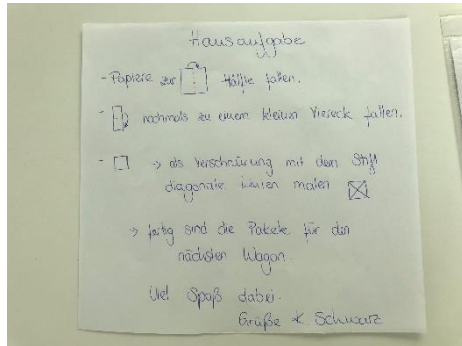 Hausaufgabe
- Papiere zur Hälfte falten.
- nochmals zu einem kleinen Viereck falten.
- → als Verschnürung mit dem Stift
diagonale Linien malen
→ fertig sind die Pakete für den
nächsten Wagon.
Viel Spaß dabei.
Grüße K. Schwarz